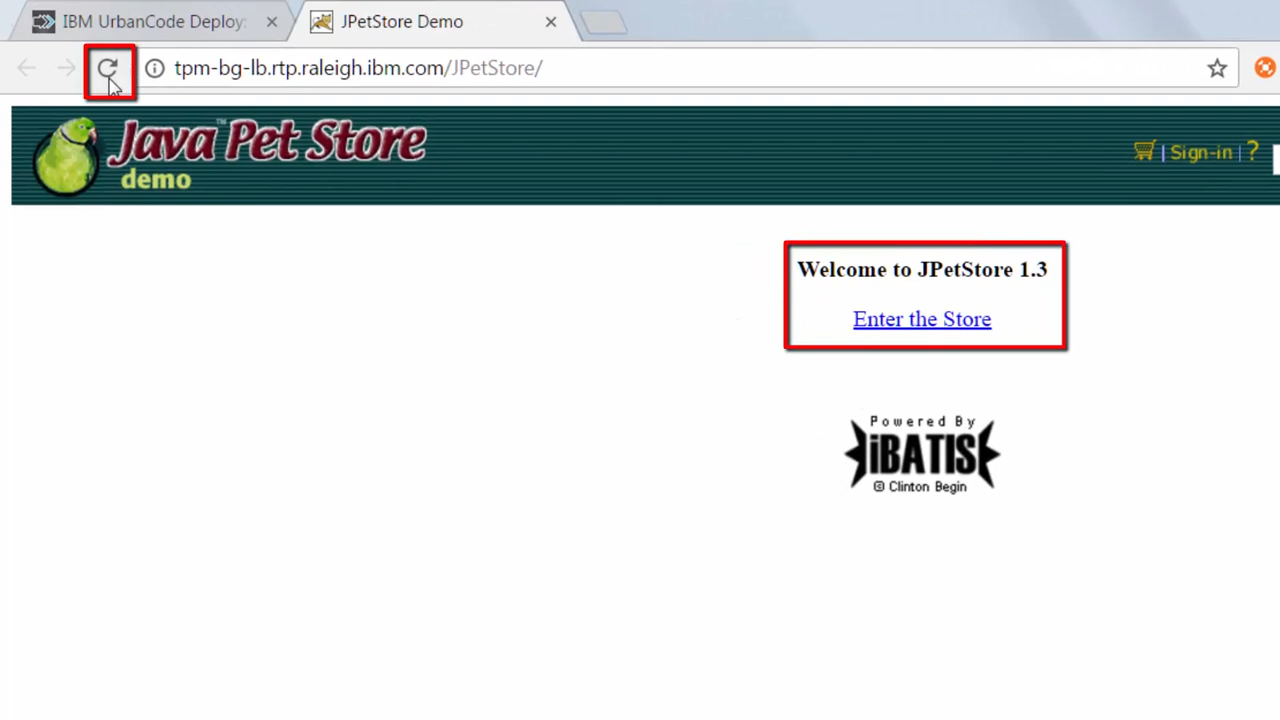 IBM UrbanCode Deploy:
JPetStore Demo
tpm-bg-lb.rtp.raleigh.ibm.com/JPetStore/
Java™ Pet Store
demo
| Sign-in | ?
Welcome to JPetStore 1.3
Enter the Store
Powered By
iBATIS
© Clinton Begin